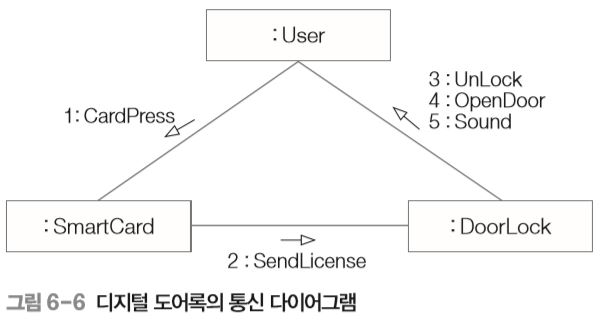 :User
1:CardPress
3:UnLock
4:OpenDoor
5:Sound
:SmartCard
:DoorLock
2:SendLicense
그림 6-6 디지털 도어록의 통신 다이어그램